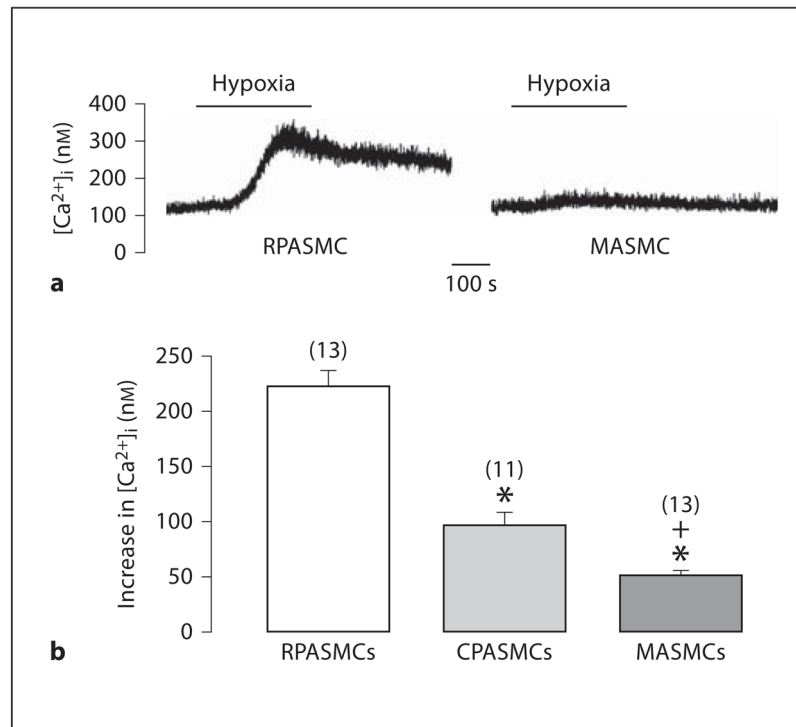 Hypoxia Hypoxia
400
300
200
100
0
[Ca²⁺]ᵢ (nM)
RPASMC MASMC
a
100 s
250
200
150
100
50
0
Increase in [Ca²⁺]ᵢ (nM)
(13)
(11)
*
(13)
+
*
b
RPASMCs CPASMCs MASMCs